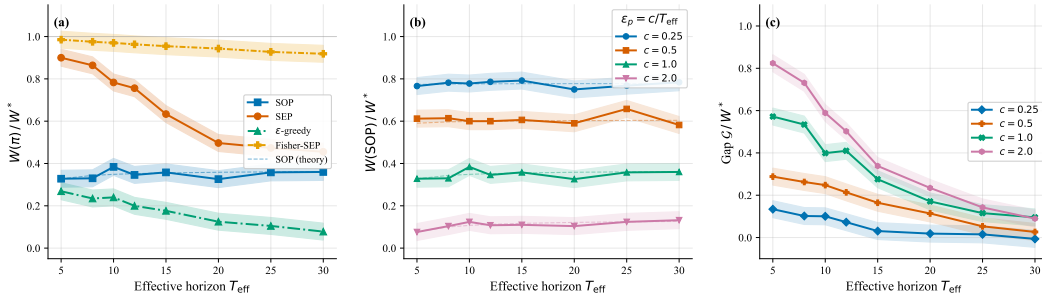 (a)
W(π) / W*
1.0
0.8
0.6
0.4
0.2
0.0
5
10
15
20
25
30
Effective horizon T_eff
SOP
SEP
ε-greedy
Fisher-SEP
SOP (theory)
(b)
W(SOP) / W*
1.0
0.8
0.6
0.4
0.2
0.0
5
10
15
20
25
30
Effective horizon T_eff
ε_p = c/T_eff
c = 0.25
c = 0.5
c = 1.0
c = 2.0
(c)
Gap 𝒢/W*
1.0
0.8
0.6
0.4
0.2
0.0
5
10
15
20
25
30
Effective horizon T_eff
c = 0.25
c = 0.5
c = 1.0
c = 2.0